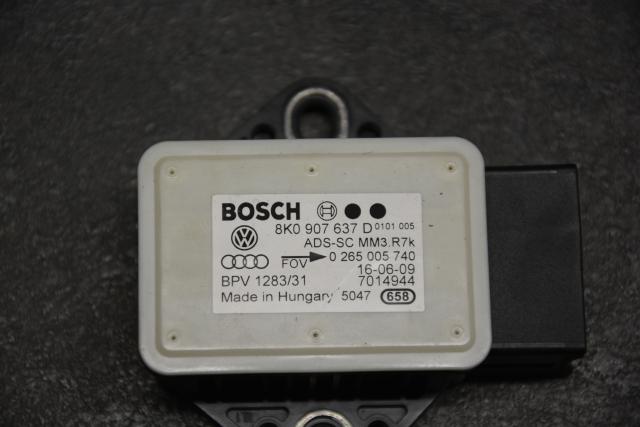 BOSCH
8K0 907 637 D 0101 005
ADS-SC MM3.R7k
FOV 0 265 005 740
16-06-09
BPV 1283/31 7014944
Made in Hungary 5047 658